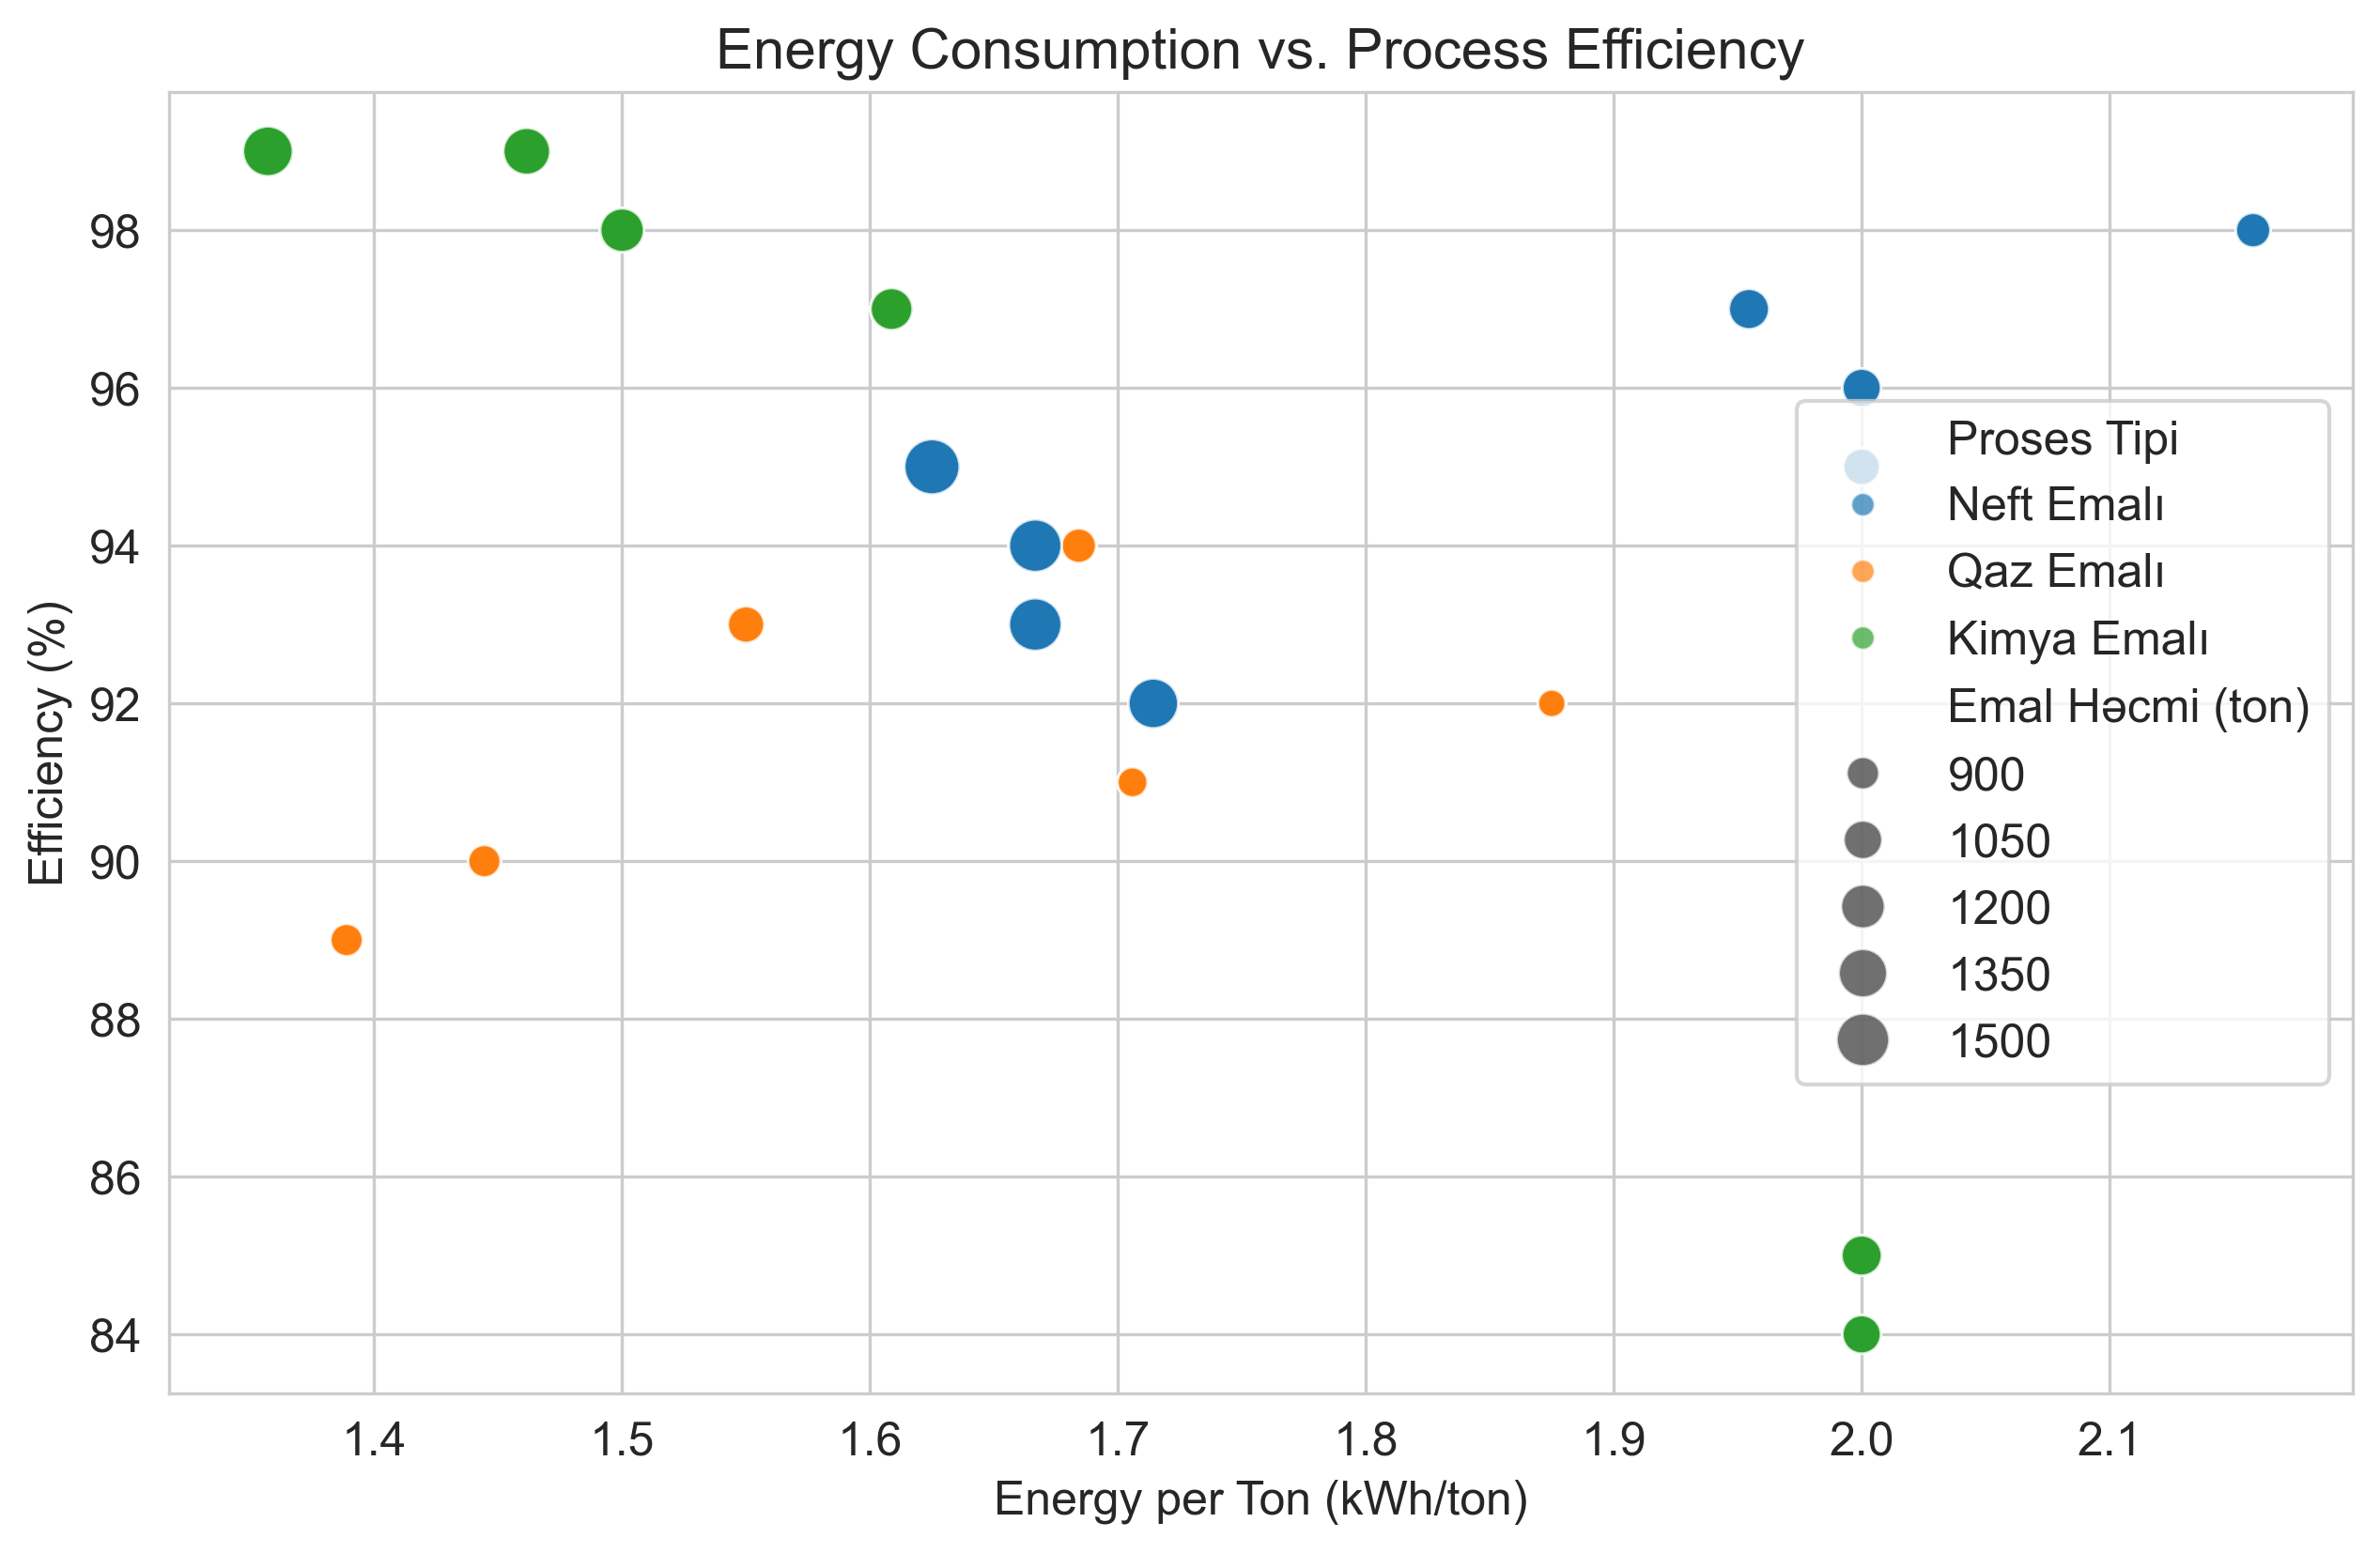 Energy Consumption vs. Process Efficiency
Efficiency (%)
98
96
94
92
90
88
86
84
Proses Tipi
Neft Emalı
Qaz Emalı
Kimya Emalı
Emal Həcmi (ton)
900
1050
1200
1350
1500
1.4 1.5 1.6 1.7 1.8 1.9 2.0 2.1
Energy per Ton (kWh/ton)